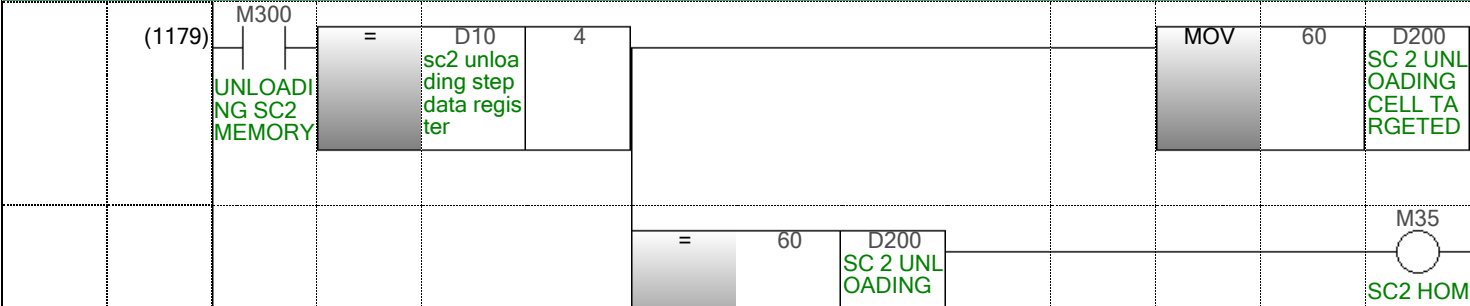 M300
(1179)
=
D10
4
MOV
60
D200
UNLOADI
NG SC2
MEMORY
sc2 unloa
ding step
data regis
ter
SC 2 UNL
OADING
CELL TA
RGETED
M35
=
60
D200
SC 2 UNL
OADING
SC2 HOM